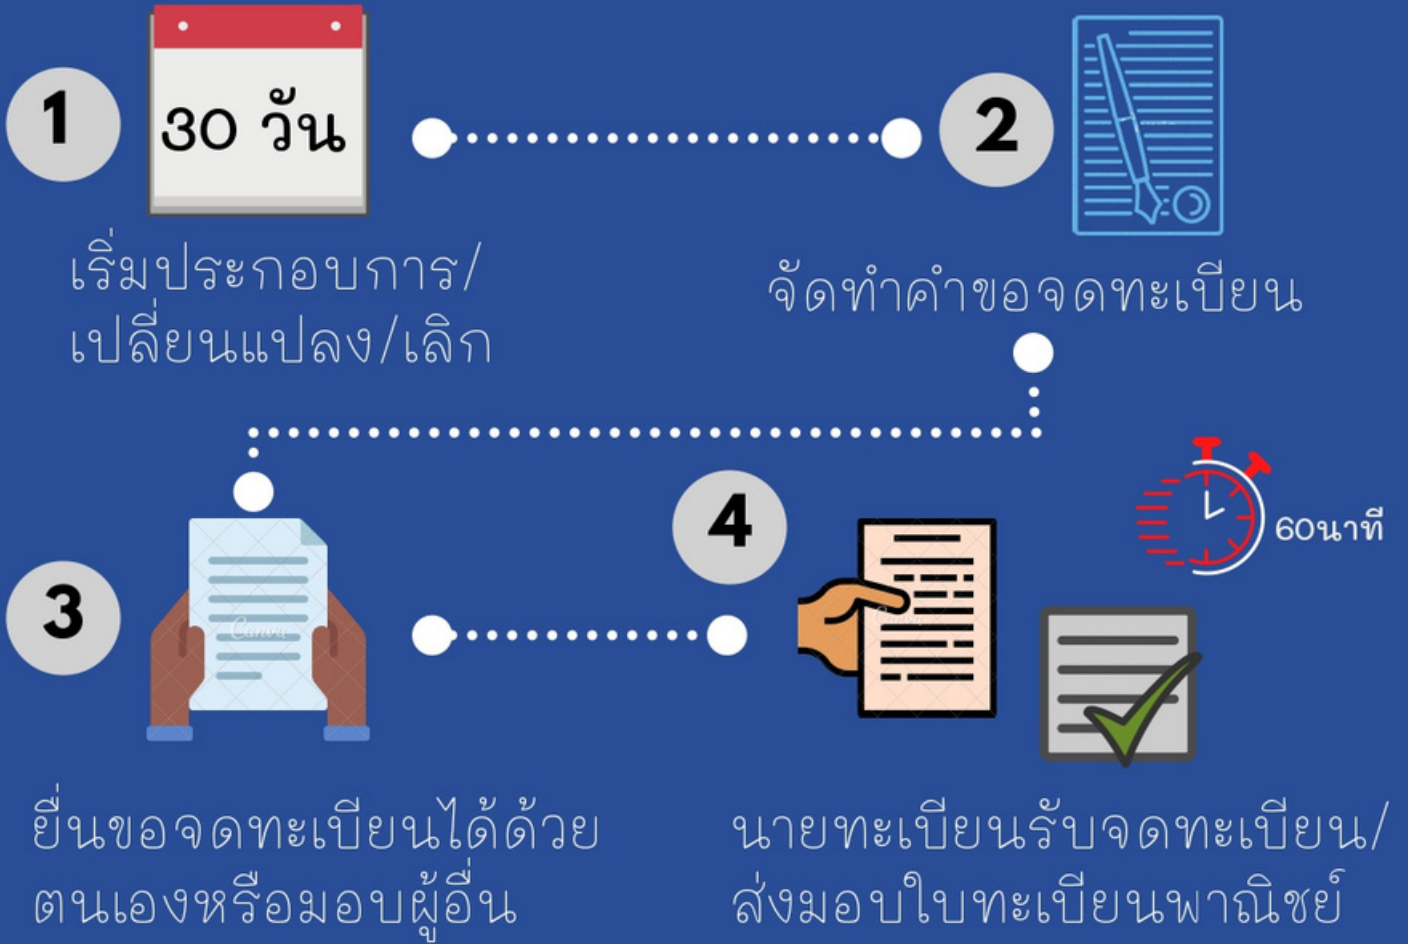 1
30 วัน
เริ่มประกอบการ/
เปลี่ยนแปลง/เลิก
2
จัดทำคำขอจดทะเบียน
3
Canva
ยื่นขอจดทะเบียนได้ด้วย
ตนเองหรือมอบผู้อื่น
4
Canva
60นาที
นายทะเบียนรับจดทะเบียน/
ส่งมอบใบทะเบียนพาณิชย์